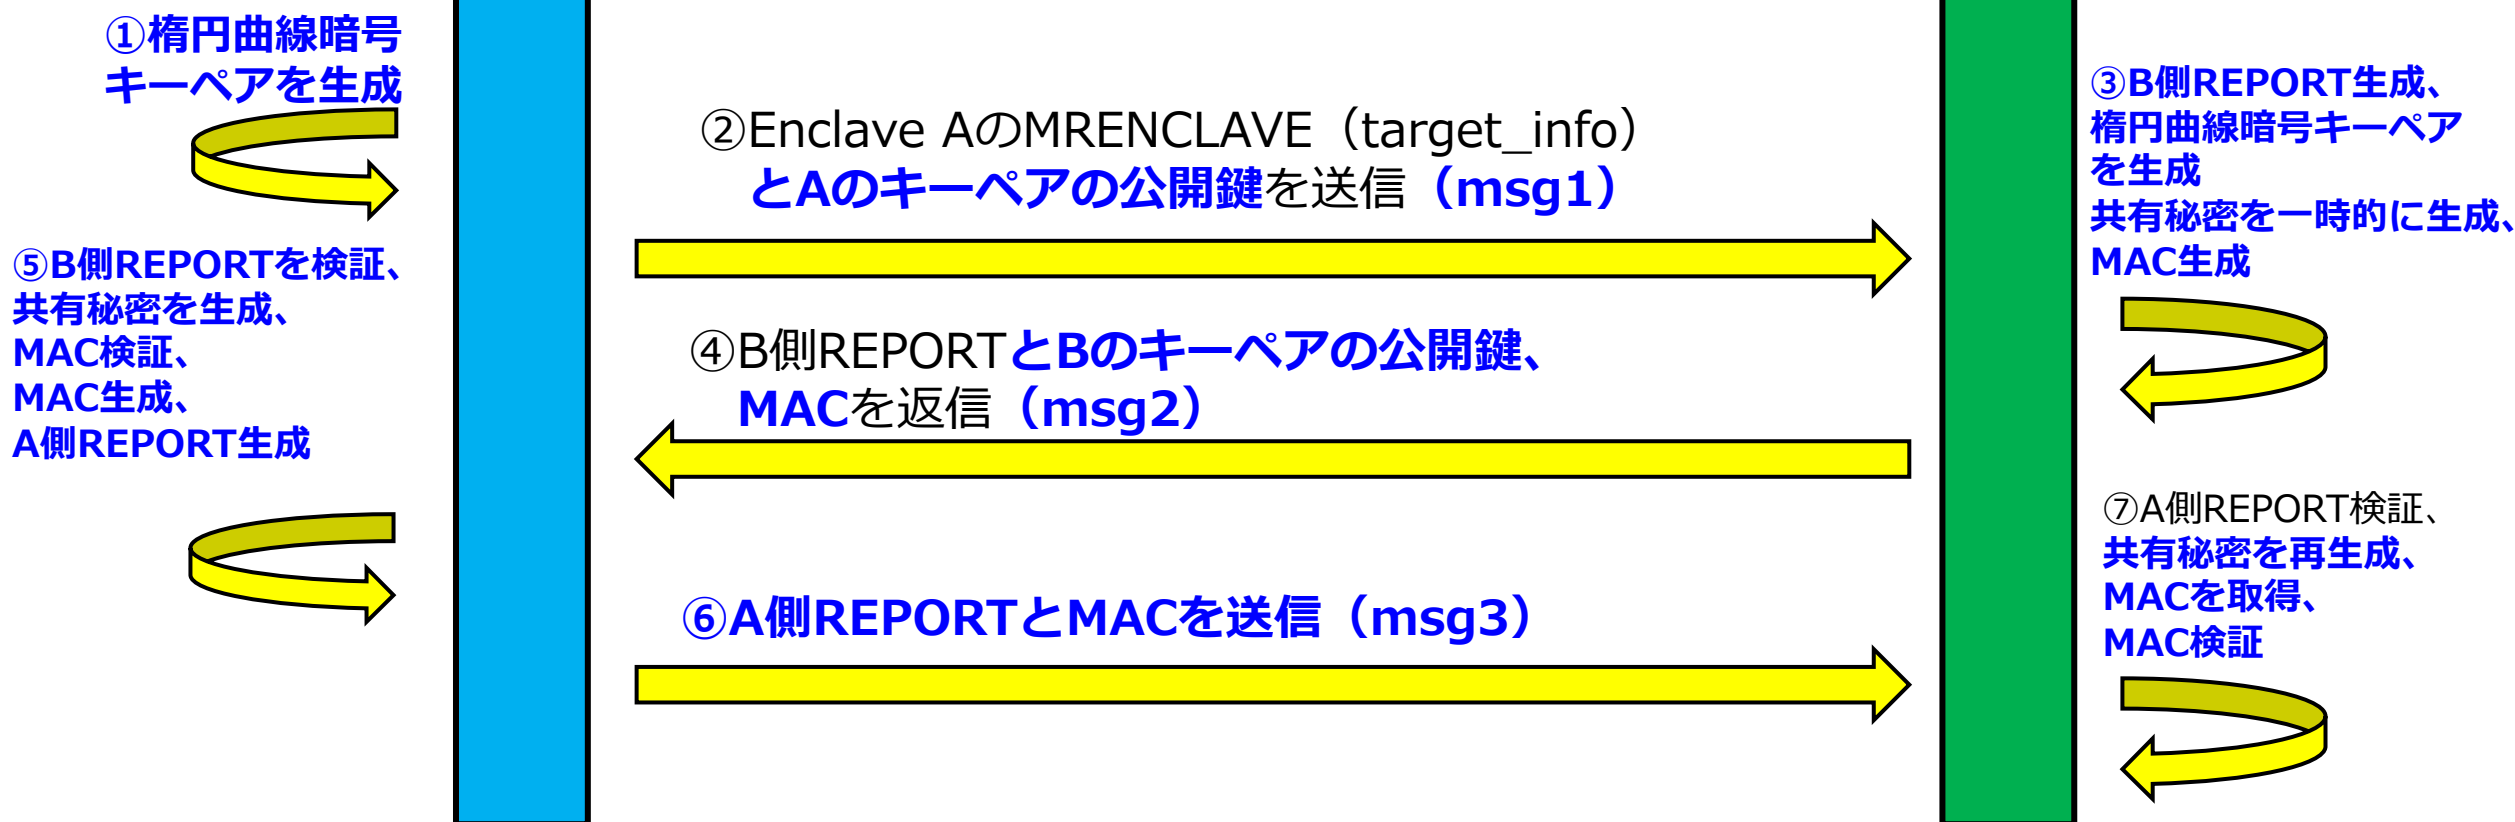 ①楕円曲線暗号
キーペアを生成
②Enclave AのMRENCLAVE（target_info）
とAのキーペアの公開鍵を送信（msg1）
③B側REPORT生成、
楕円曲線暗号キーペア
を生成
共有秘密を一時的に生成、
MAC生成
④B側REPORTとBのキーペアの公開鍵、
MACを返信（msg2）
⑤B側REPORTを検証、
共有秘密を生成、
MAC検証、
MAC生成、
A側REPORT生成
⑥A側REPORTとMACを送信（msg3）
⑦A側REPORT検証、
共有秘密を再生成、
MACを取得、
MAC検証